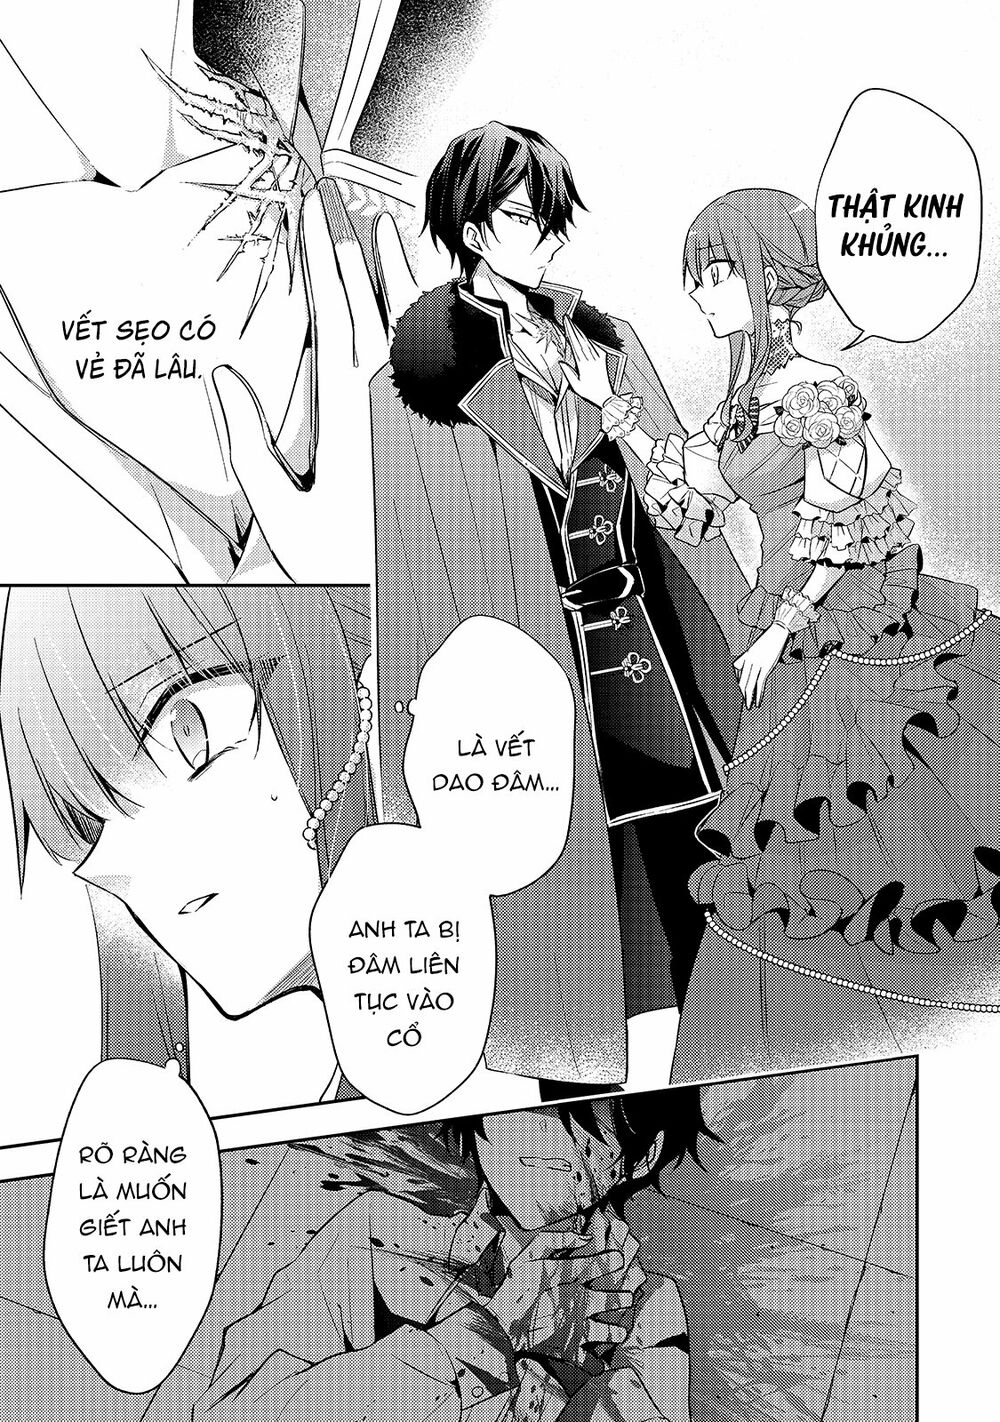 THẬT KINH
KHỦNG...
VẾT SẸO CÓ
VẺ ĐÃ LÂU.
LÀ VẾT
DAO ĐÂM...
ANH TA BỊ
ĐÂM LIÊN
TỤC VÀO
CỔ
RÕ RÀNG
LÀ MUỐN
GIẾT ANH
TA LUÔN
MÀ...